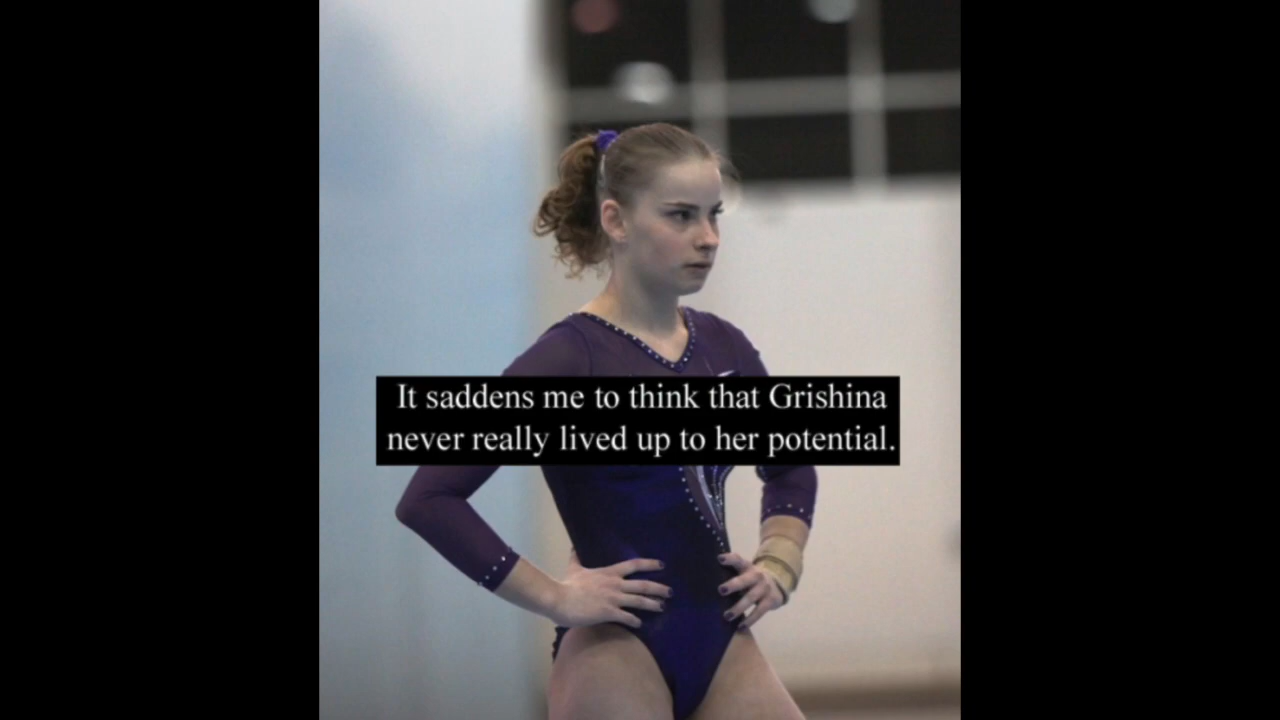 It saddens me to think that Grishina
never really lived up to her potential.